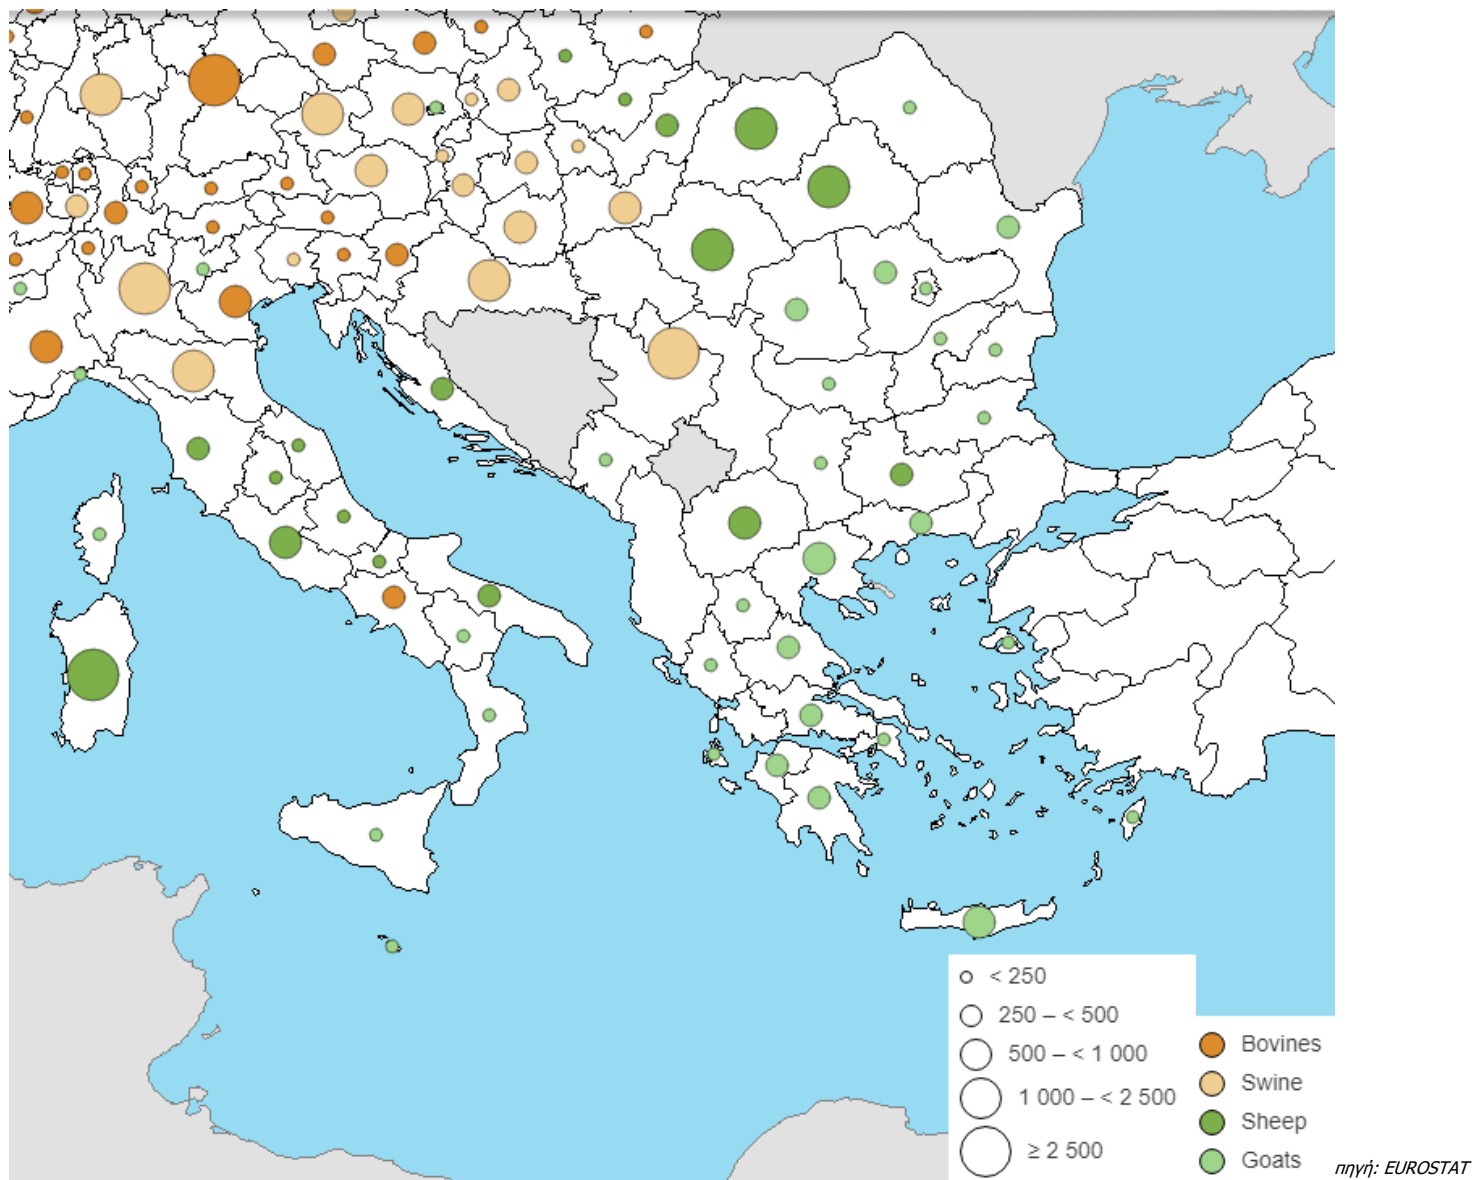 < 250
250 – < 500
500 – < 1 000
1 000 – < 2 500
≥ 2 500
Bovines
Swine
Sheep
Goats
πηγή: EUROSTAT